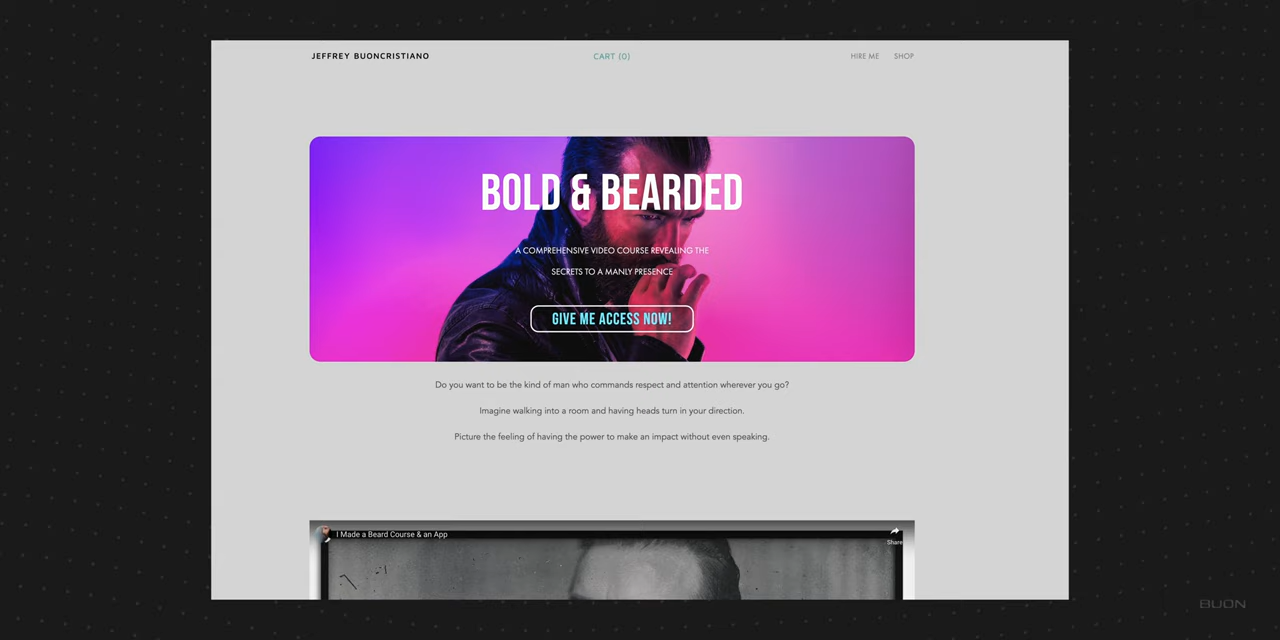 JEFFREY BUONCRISTIANO
CART (0)
HIRE ME
SHOP
BOLD & BEARDED
A COMPREHENSIVE VIDEO COURSE REVEALING THE
SECRETS TO A MANLY PRESENCE
GIVE ME ACCESS NOW!
Do you want to be the kind of man who commands respect and attention wherever you go?
Imagine walking into a room and having heads turn in your direction.
Picture the feeling of having the power to make an impact without even speaking.
I Made a Beard Course & an App
Share
BUON